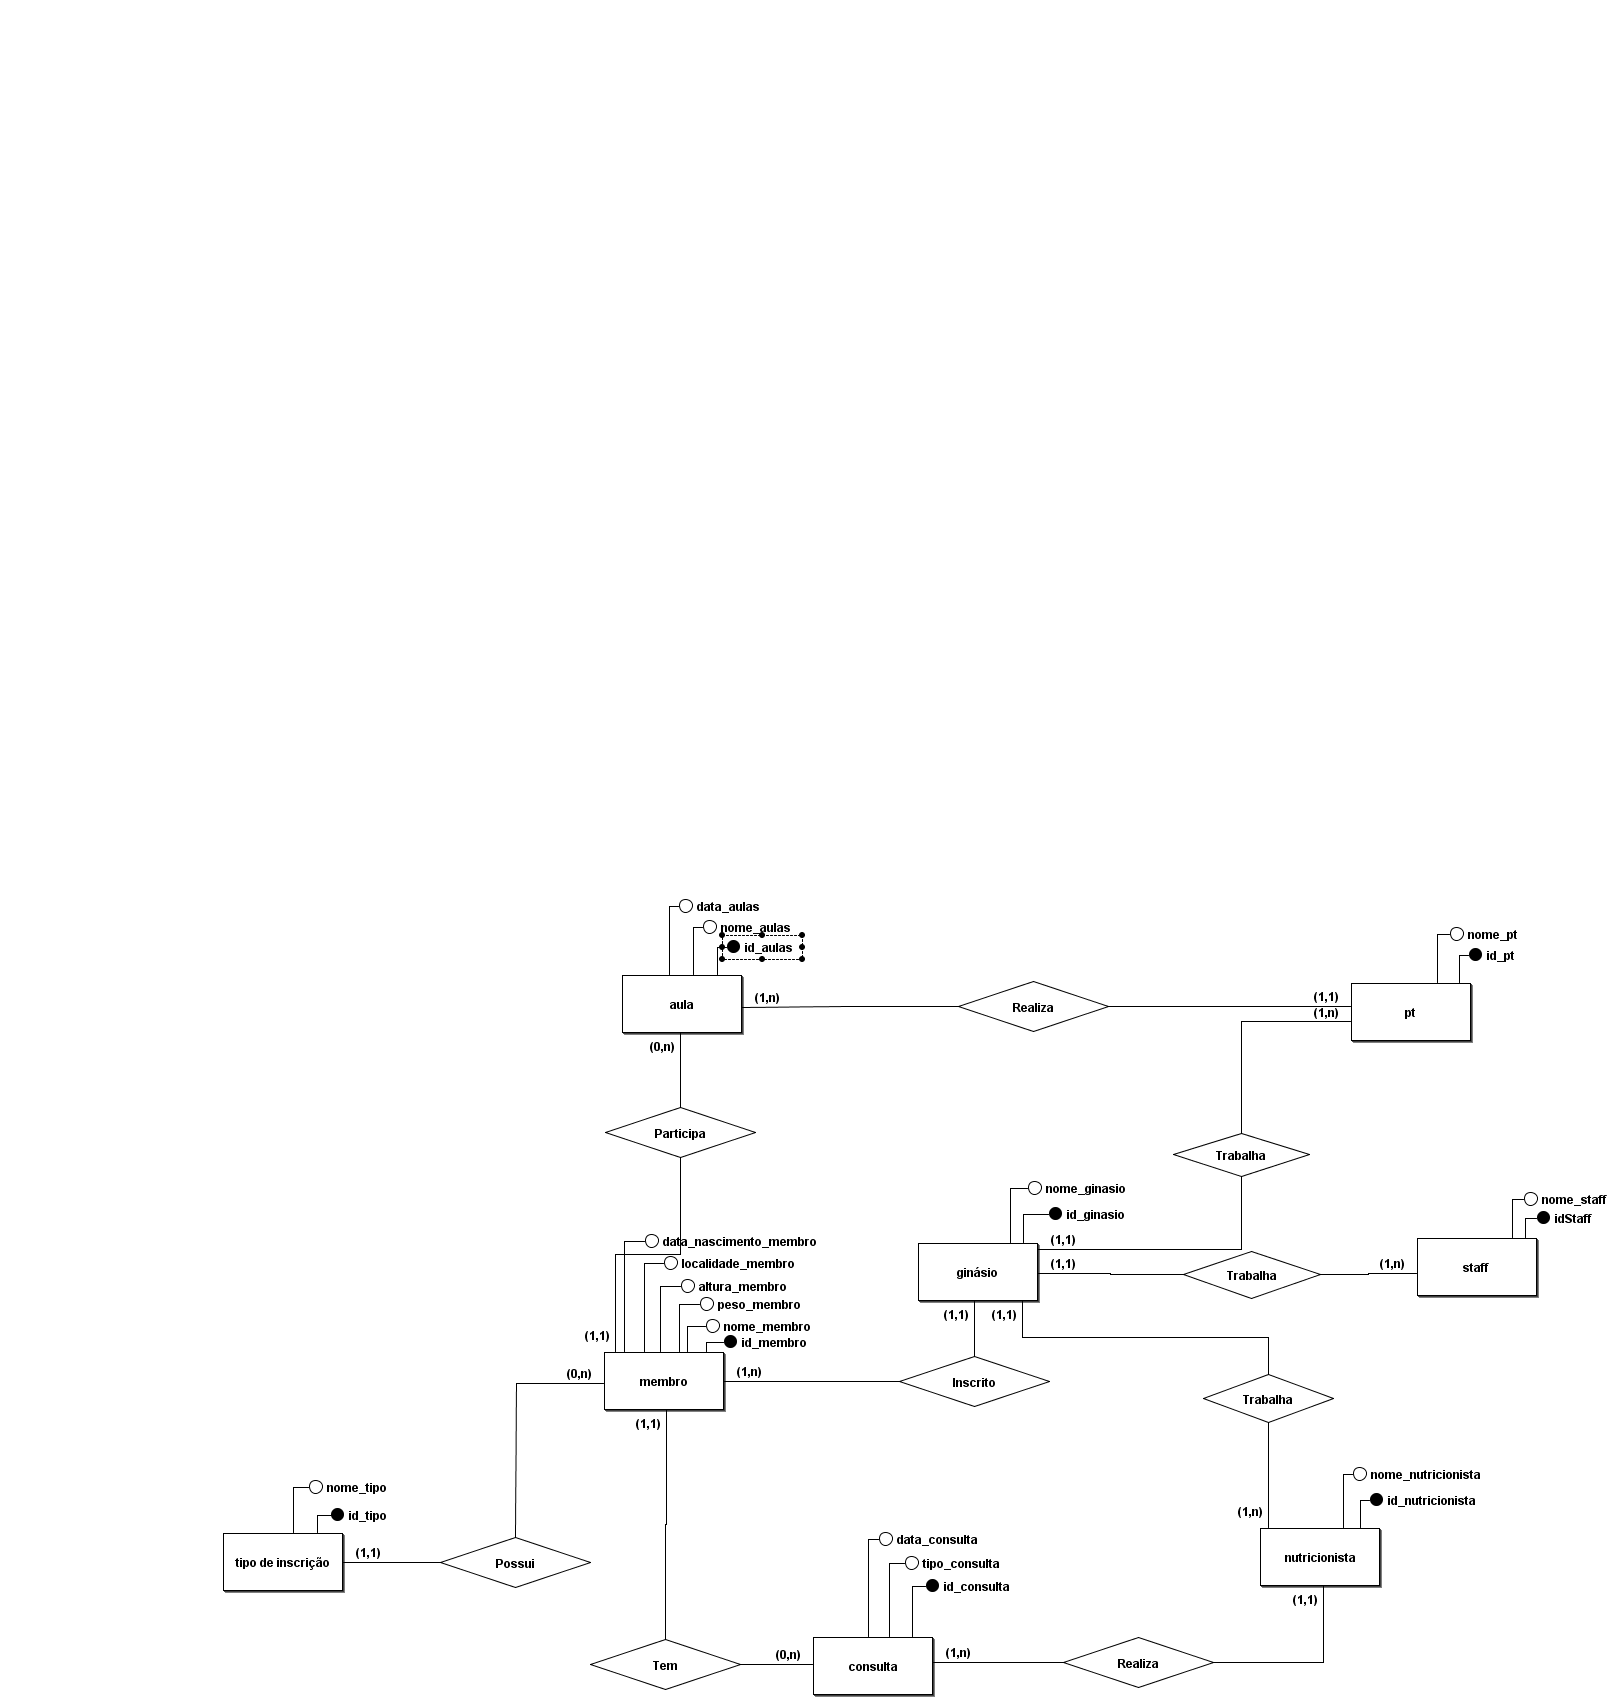 data_aulas
nome_aulas
id_aulas
aula
(1,n)
Realiza
(1,1)
(1,n)
nome_pt
id_pt
pt
(0,n)
Participa
Trabalha
nome_ginasio
id_ginasio
ginásio
(1,1)
(1,1)
(1,1)
(1,1)
Trabalha
(1,n)
nome_staff
idStaff
staff
data_nascimento_membro
localidade_membro
altura_membro
peso_membro
nome_membro
id_membro
(1,1)
(0,n)
membro
(1,n)
(1,1)
Inscrito
Trabalha
(1,n)
nome_nutricionista
id_nutricionista
nutricionista
(1,1)
nome_tipo
id_tipo
tipo de inscrição
(1,1)
Possui
data_consulta
tipo_consulta
id_consulta
Tem
(0,n)
consulta
(1,n)
Realiza